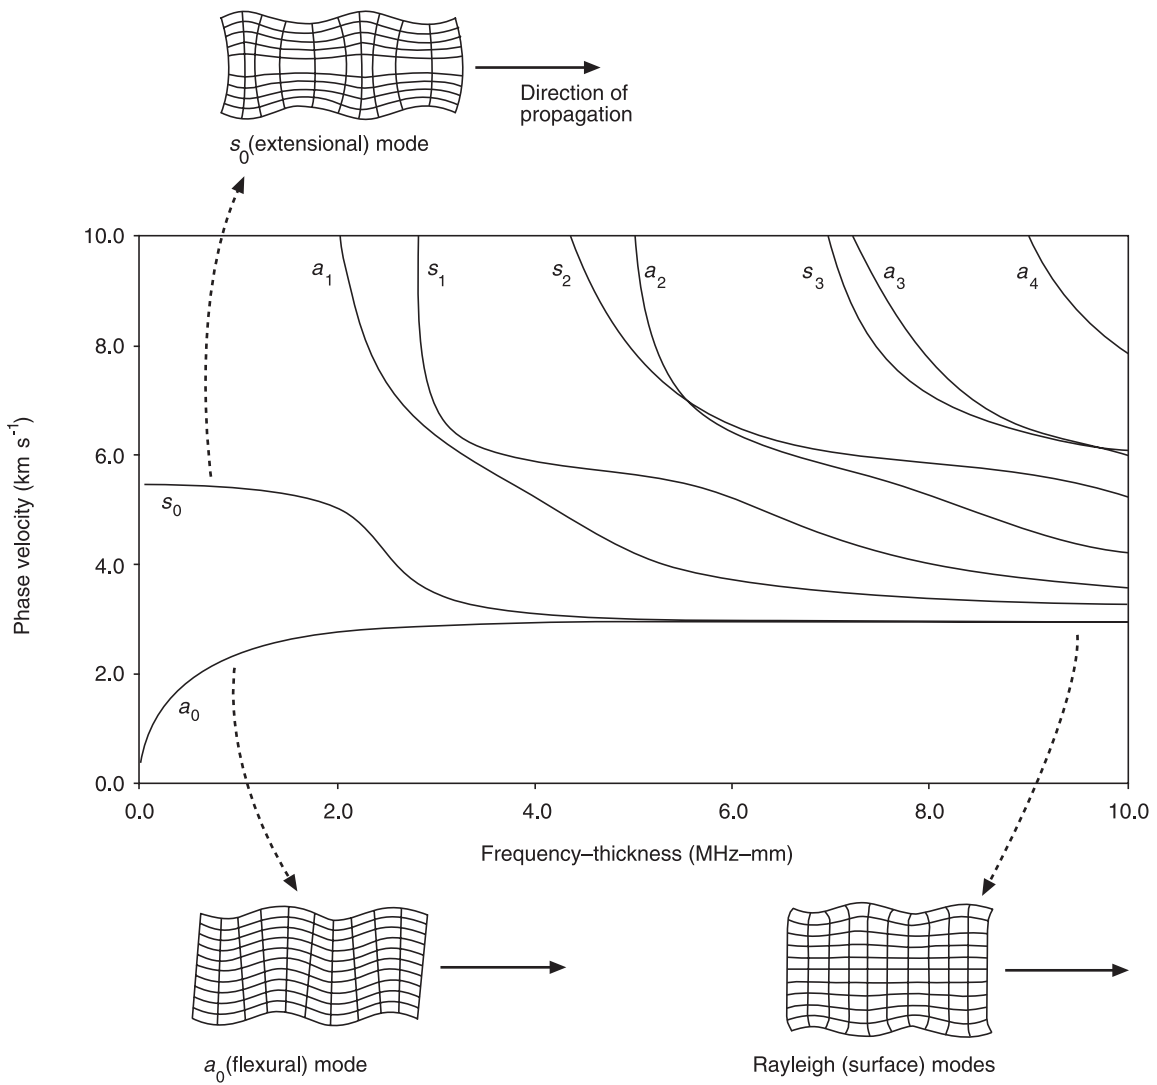 Direction of
propagation
s0(extensional) mode
10.0
8.0
6.0
4.0
2.0
0.0
Phase velocity (km s-1)
a1
s1
s2
a2
s3
a3
a4
s0
a0
0.0
2.0
4.0
6.0
8.0
10.0
Frequency–thickness (MHz–mm)
a0(flexural) mode
Rayleigh (surface) modes